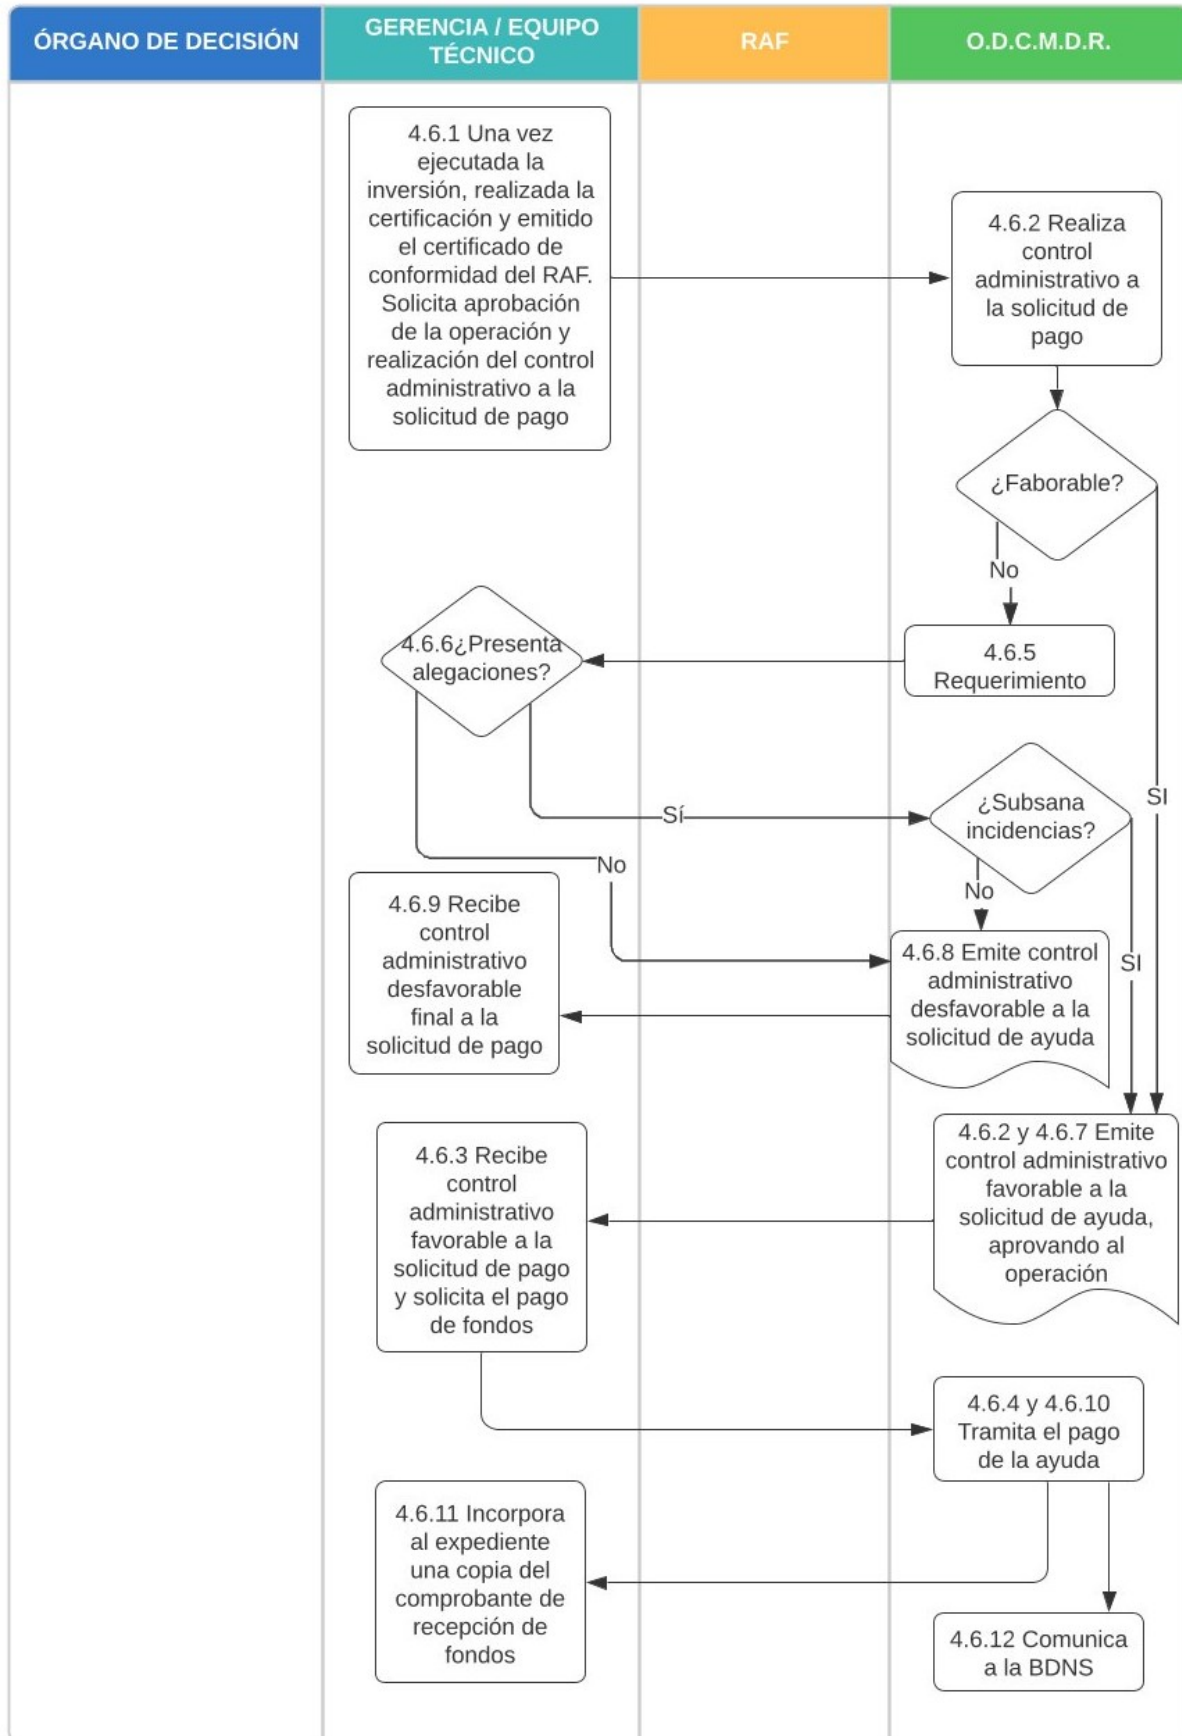 ÓRGANO DE DECISIÓN
GERENCIA / EQUIPO
TÉCNICO
RAF
O.D.C.M.D.R.
4.6.1 Una vez
ejecutada la
inversión, realizada la
certificación y emitido
el certificado de
conformidad del RAF.
Solicita aprobación
de la operación y
realización del control
administrativo a la
solicitud de pago
4.6.2 Realiza
control
administrativo a
la solicitud de
pago
¿Faborable?
No
SI
4.6.5
Requerimiento
4.6.6¿Presenta
alegaciones?
Sí
No
¿Subsana
incidencias?
No
SI
4.6.8 Emite control
administrativo
desfavorable a la
solicitud de ayuda
4.6.9 Recibe
control
administrativo
desfavorable
final a la
solicitud de pago
4.6.2 y 4.6.7 Emite
control administrativo
favorable a la
solicitud de ayuda,
aprovando al
operación
4.6.3 Recibe
control
administrativo
favorable a la
solicitud de pago
y solicita el pago
de fondos
4.6.4 y 4.6.10
Tramita el pago
de la ayuda
4.6.11 Incorpora
al expediente
una copia del
comprobante de
recepción de
fondos
4.6.12 Comunica
a la BDNS